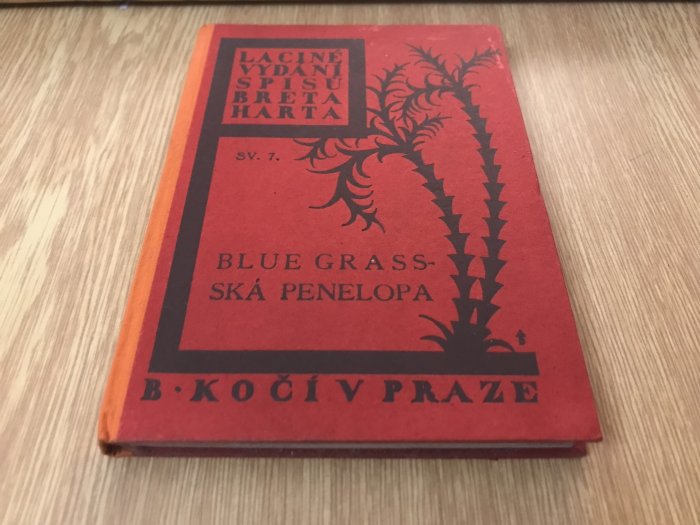 LACINÉ
VYDÁNÍ
SPISŮ
BRETA
HARTA
SV. 7.
BLUE GRASS-
SKÁ PENELOPA
B · KOČÍ V PRAZE